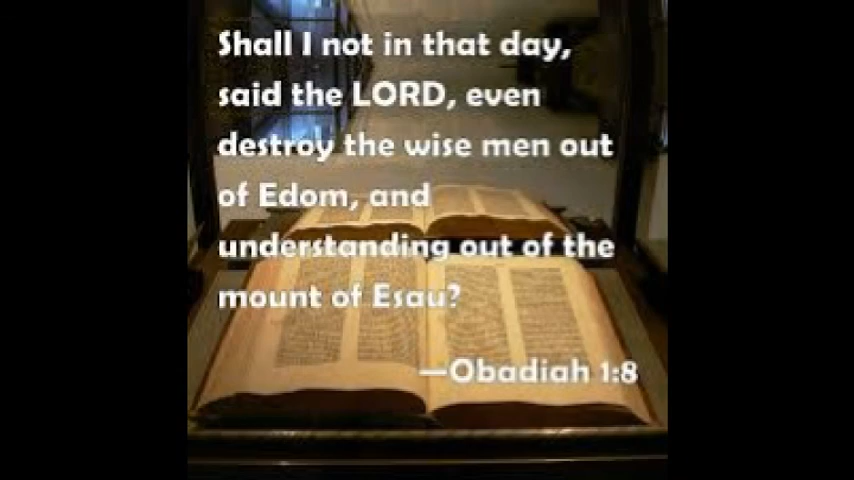 Shall I not in that day,
said the LORD, even
destroy the wise men out
of Edom, and
understanding out of the
mount of Esau?
—Obadiah 1:8